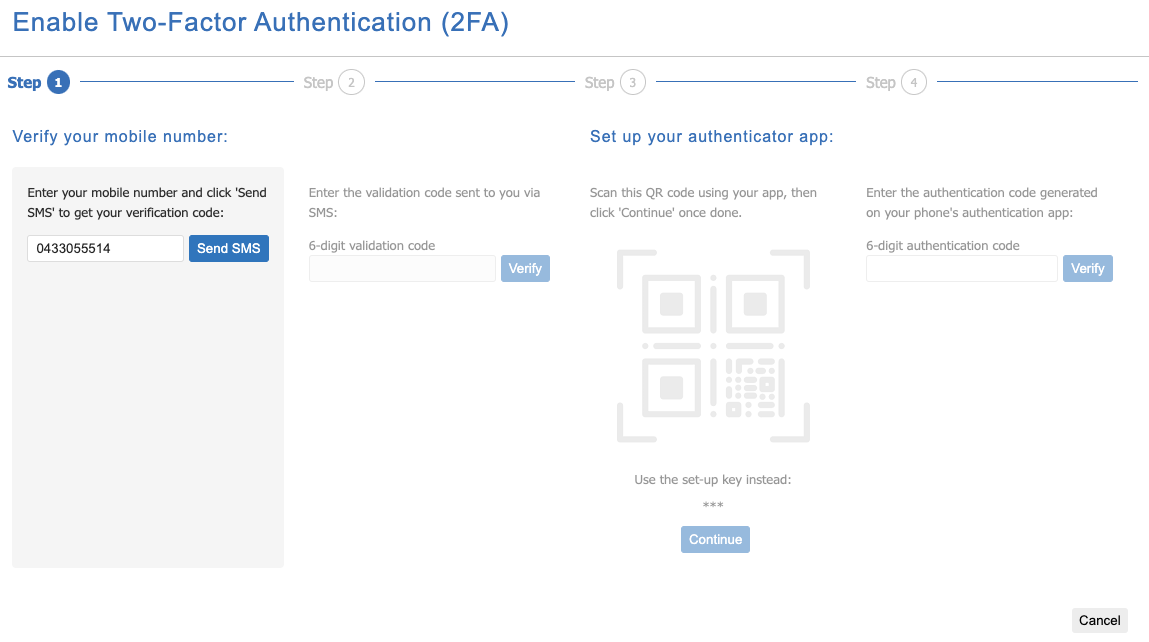 Enable Two-Factor Authentication (2FA)
Step 1
Step 2
Step 3
Step 4
Verify your mobile number:
Enter your mobile number and click 'Send
SMS' to get your verification code:
0433055514
Send SMS
Enter the validation code sent to you via
SMS:
6-digit validation code
Verify
Set up your authenticator app:
Scan this QR code using your app, then
click 'Continue' once done.
Use the set-up key instead:
***
Continue
Enter the authentication code generated
on your phone's authentication app:
6-digit authentication code
Verify
Cancel